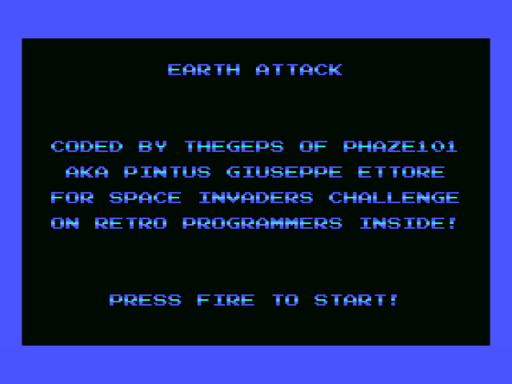 EARTH ATTACK
CODED BY THEGEPS OF PHAZE101
AKA PINTUS GIUSEPPE ETTORE
FOR SPACE INVADERS CHALLENGE
ON RETRO PROGRAMMERS INSIDE!
PRESS FIRE TO START!